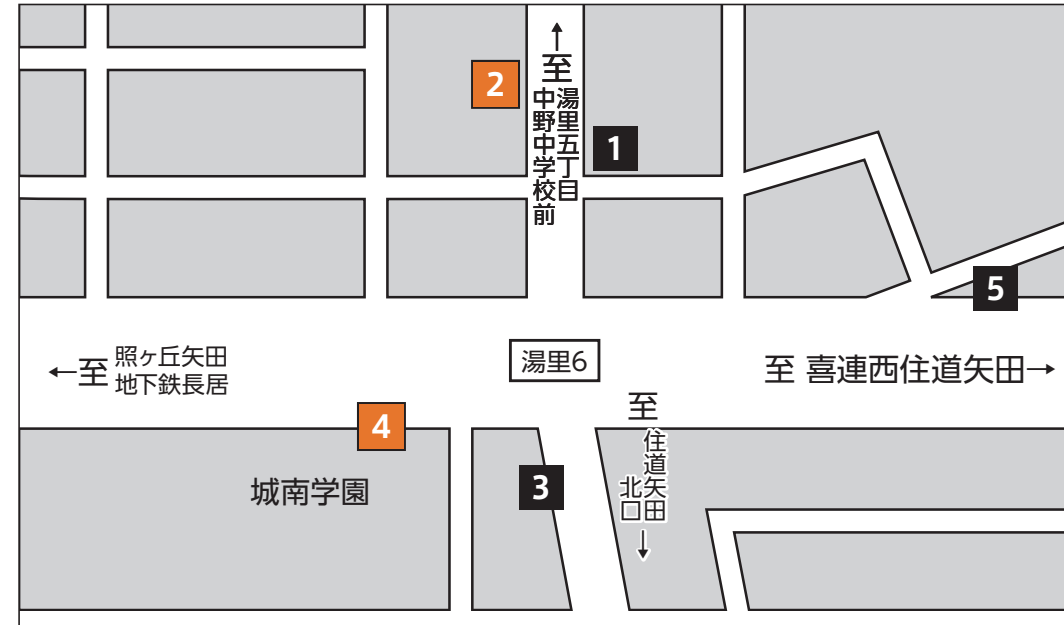 2
↑
至
湯里五丁目
中野中学校前
1
5
←至 照ヶ丘矢田
地下鉄長居
湯里6
至 喜連西住道矢田→
4
至
住道矢田
北口
↓
城南学園
3